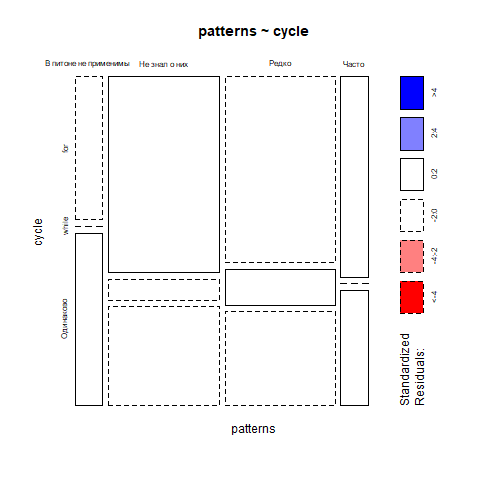 patterns ~ cycle
В питоне не применимы
Не знал о них
Редко
Часто
for
while
Одинаково
cycle
patterns
>4
2:4
0:2
-2:0
-4:-2
<-4
Standardized
Residuals: